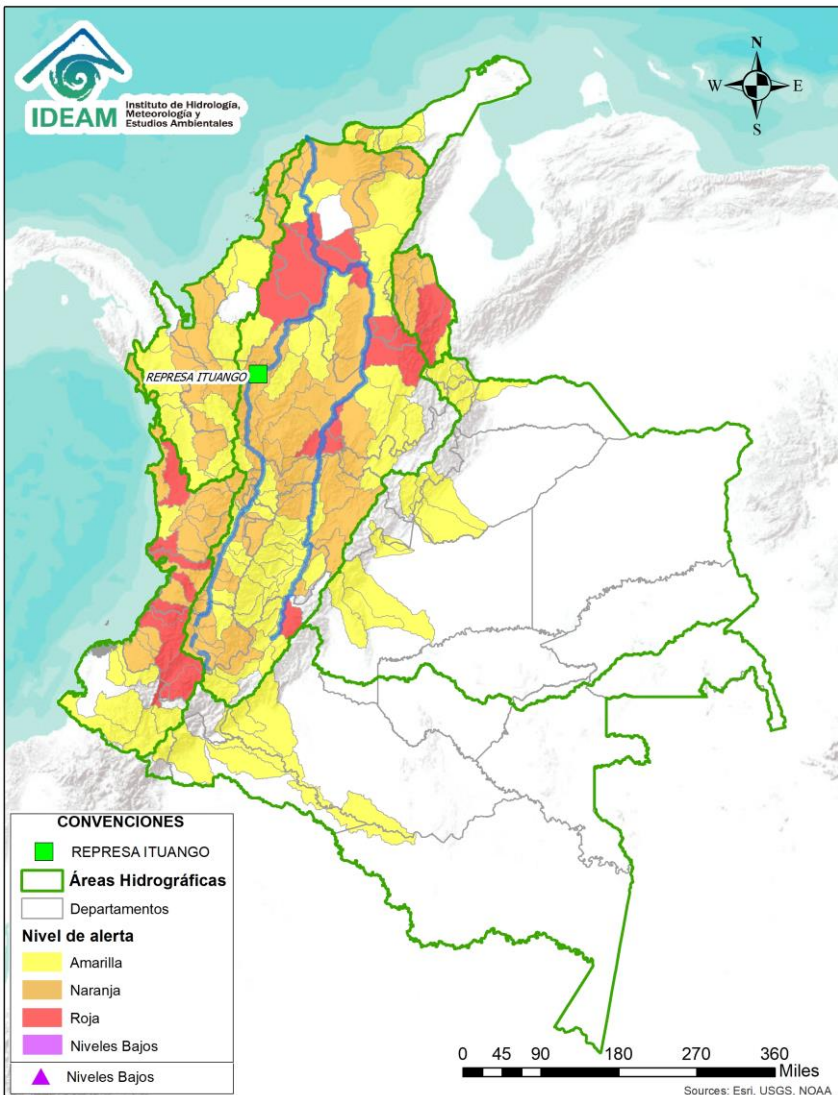 IDEAM
Instituto de Hidrología,
Meteorología y
Estudios Ambientales
N
W
E
S
REPRESA ITUANGO
CONVENCIONES
REPRESA ITUANGO
Áreas Hidrográficas
Departamentos
Nivel de alerta
Amarilla
Naranja
Roja
Niveles Bajos
Niveles Bajos
0 45 90 180 270 360
Miles
Sources: Esri, USGS, NOAA